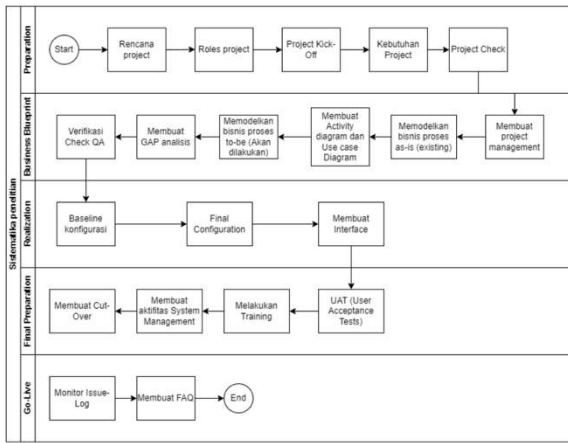 Sistematika penelitian
Preparation
Start
Rencana
project
Roles project
Project Kick-
Off
Kebutuhan
Project
Project Check
Business Blueprint
Verifikasi
Check QA
Membuat
GAP analisis
Memodelkan
bisnis proses
to-be (Akan
dilakukan)
Membuat
Activity
diagram dan
Use case
Diagram
Memodelkan
bisnis proses
as-is (existing)
Membuat
project
management
Realization
Baseline
konfigurasi
Final
Configuration
Membuat
Interface
Final Preparation
Membuat Cut-
Over
Membuat
aktifitas System
Management
Melakukan
Training
UAT (User
Acceptance
Tests)
Go-Live
Monitor Issue-
Log
Membuat FAQ
End